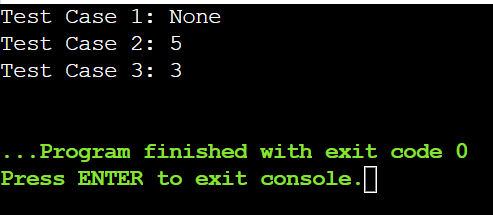 Test Case 1: None
Test Case 2: 5
Test Case 3: 3
...Program finished with exit code 0
Press ENTER to exit console.